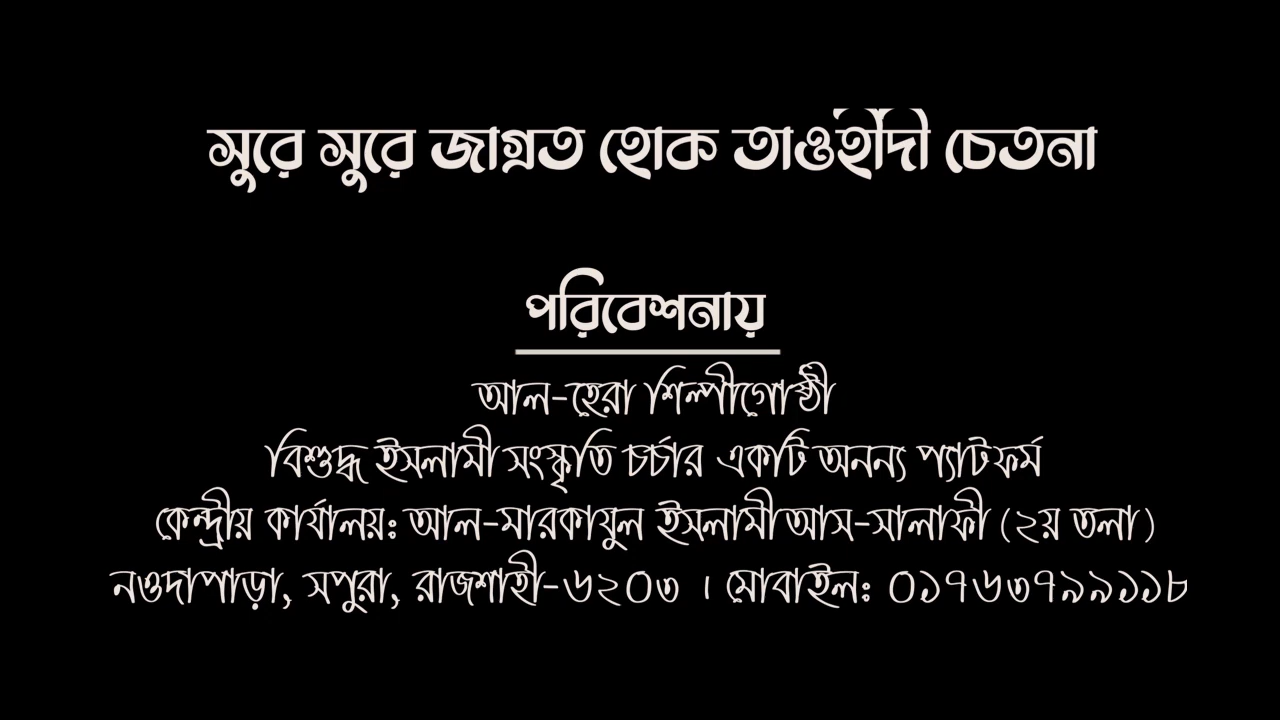 সুরে সুরে জাগ্রত হোক তাওহীদী চেতনা
পরিবেশনায়
আল-হেরা শিল্পীগোষ্ঠী
বিশুদ্ধ ইসলামী সংস্কৃতি চর্চার একটি অনন্য প্যাটফর্ম
কেন্দ্রীয় কার্যালয়ঃ আল-মারকাযুল ইসলামী আস-সালাফী (২য় তলা)
নওদাপাড়া, সপুরা, রাজশাহী-৬২০৩ । মোবাইলঃ ০১৭৬৩৭৯৯১১৮